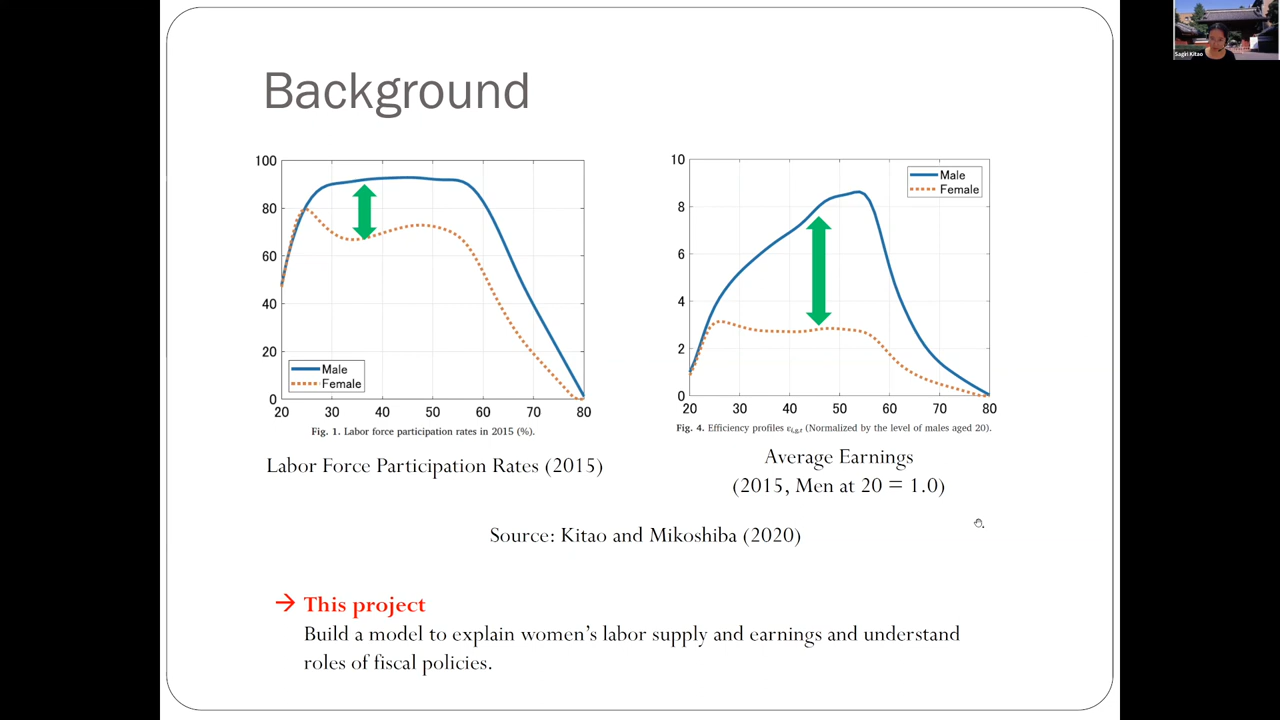 Sagiri Kitao
Background
100
80
60
40
20
0
20 30 40 50 60 70 80
Male
Female
Fig. 1. Labor force participation rates in 2015 (%).
Labor Force Participation Rates (2015)
10
8
6
4
2
0
20 30 40 50 60 70 80
Male
Female
Fig. 4. Efficiency profiles εj,g,t (Normalized by the level of males aged 20).
Average Earnings
(2015, Men at 20 = 1.0)
Source: Kitao and Mikoshiba (2020)
→ This project
Build a model to explain women’s labor supply and earnings and understand
roles of fiscal policies.